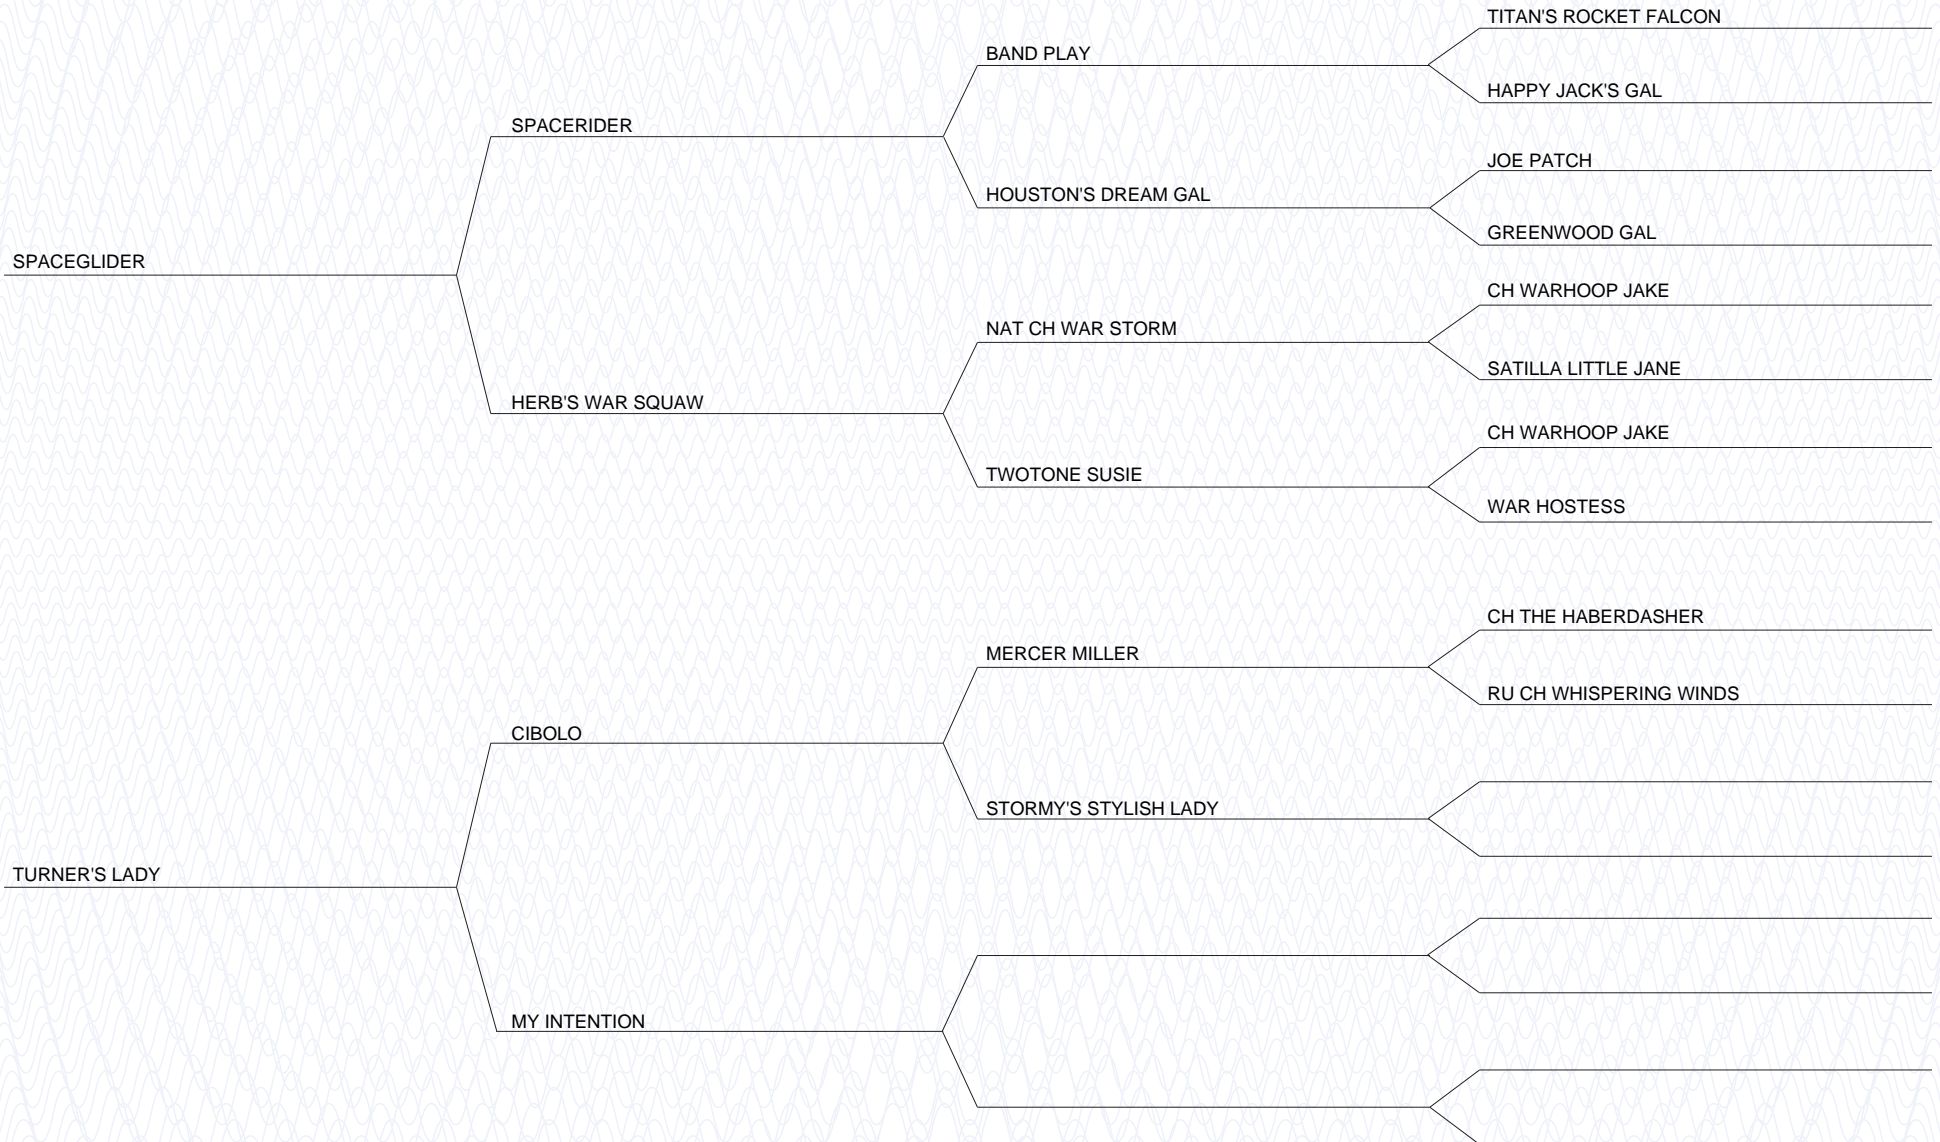 TITAN'S ROCKET FALCON
BAND PLAY
HAPPY JACK'S GAL
SPACERIDER
JOE PATCH
HOUSTON'S DREAM GAL
GREENWOOD GAL
SPACEGLIDER
CH WARHOOP JAKE
NAT CH WAR STORM
SATILLA LITTLE JANE
HERB'S WAR SQUAW
CH WARHOOP JAKE
TWOTONE SUSIE
WAR HOSTESS
CH THE HABERDASHER
MERCER MILLER
RU CH WHISPERING WINDS
CIBOLO
STORMY'S STYLISH LADY
TURNER'S LADY
MY INTENTION